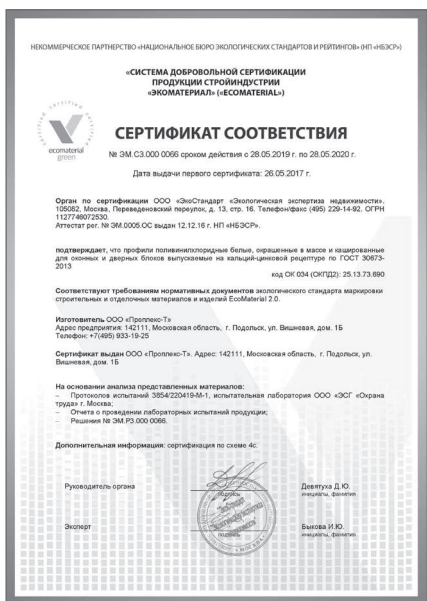 НЕКОММЕРЧЕСКОЕ ПАРТНЕРСТВО «НАЦИОНАЛЬНОЕ БЮРО ЭКОЛОГИЧЕСКИХ СТАНДАРТОВ И РЕЙТИНГОВ» (НП «НБЭСР»)
«СИСТЕМА ДОБРОВОЛЬНОЙ СЕРТИФИКАЦИИ
ПРОДУКЦИИ СТРОЙИНДУСТРИИ
«ЭКОМАТЕРИАЛ» («ECOMATERIAL»)
certified
ecomaterial
green
СЕРТИФИКАТ СООТВЕТСТВИЯ
№ ЭМ.С3.000 0066 сроком действия с 28.05.2019 г. по 28.05.2020 г.
Дата выдачи первого сертификата: 26.05.2017 г.
Орган по сертификации ООО «ЭкоСтандарт «Экологическая экспертиза недвижимости».
105082, Москва, Переведеновский переулок, д. 13, стр. 16. Телефон/факс (495) 229-14-92. ОГРН
1127746072530.
Аттестат рег. № ЭМ.0005.ОС выдан 12.12.16 г. НП «НБЭСР».
подтверждает, что профили поливинилхлоридные белые, окрашенные в массе и кашированные
для оконных и дверных блоков выпускаемые на кальций-цинковой рецептуре по ГОСТ 30673-
2013
код ОК 034 (ОКПД2): 25.13.73.690
Соответствуют требованиям нормативных документов экологического стандарта маркировки
строительных и отделочных материалов и изделий EcoMaterial 2.0.
Изготовитель ООО «Проплекс-Т»
Адрес предприятия: 142111, Московская область, г. Подольск, ул. Вишневая, дом. 1Б
Телефон: +7(495) 933-19-25
Сертификат выдан ООО «Проплекс-Т». Адрес: 142111, Московская область, г. Подольск, ул.
Вишневая, дом. 1Б
На основании анализа представленных материалов:
– Протоколов испытаний 3854/220419-М-1, испытательная лаборатория ООО «ЭСГ «Охрана
труда» г. Москва;
– Отчета о проведении лабораторных испытаний продукции;
– Решения № ЭМ.Р3.000 0066.
Дополнительная информация: сертификация по схеме 4с.
Руководитель органа
подпись
Девятуха Д.Ю.
инициалы, фамилия
Эксперт
подпись
Быкова И.Ю.
инициалы, фамилия
МОСКВА